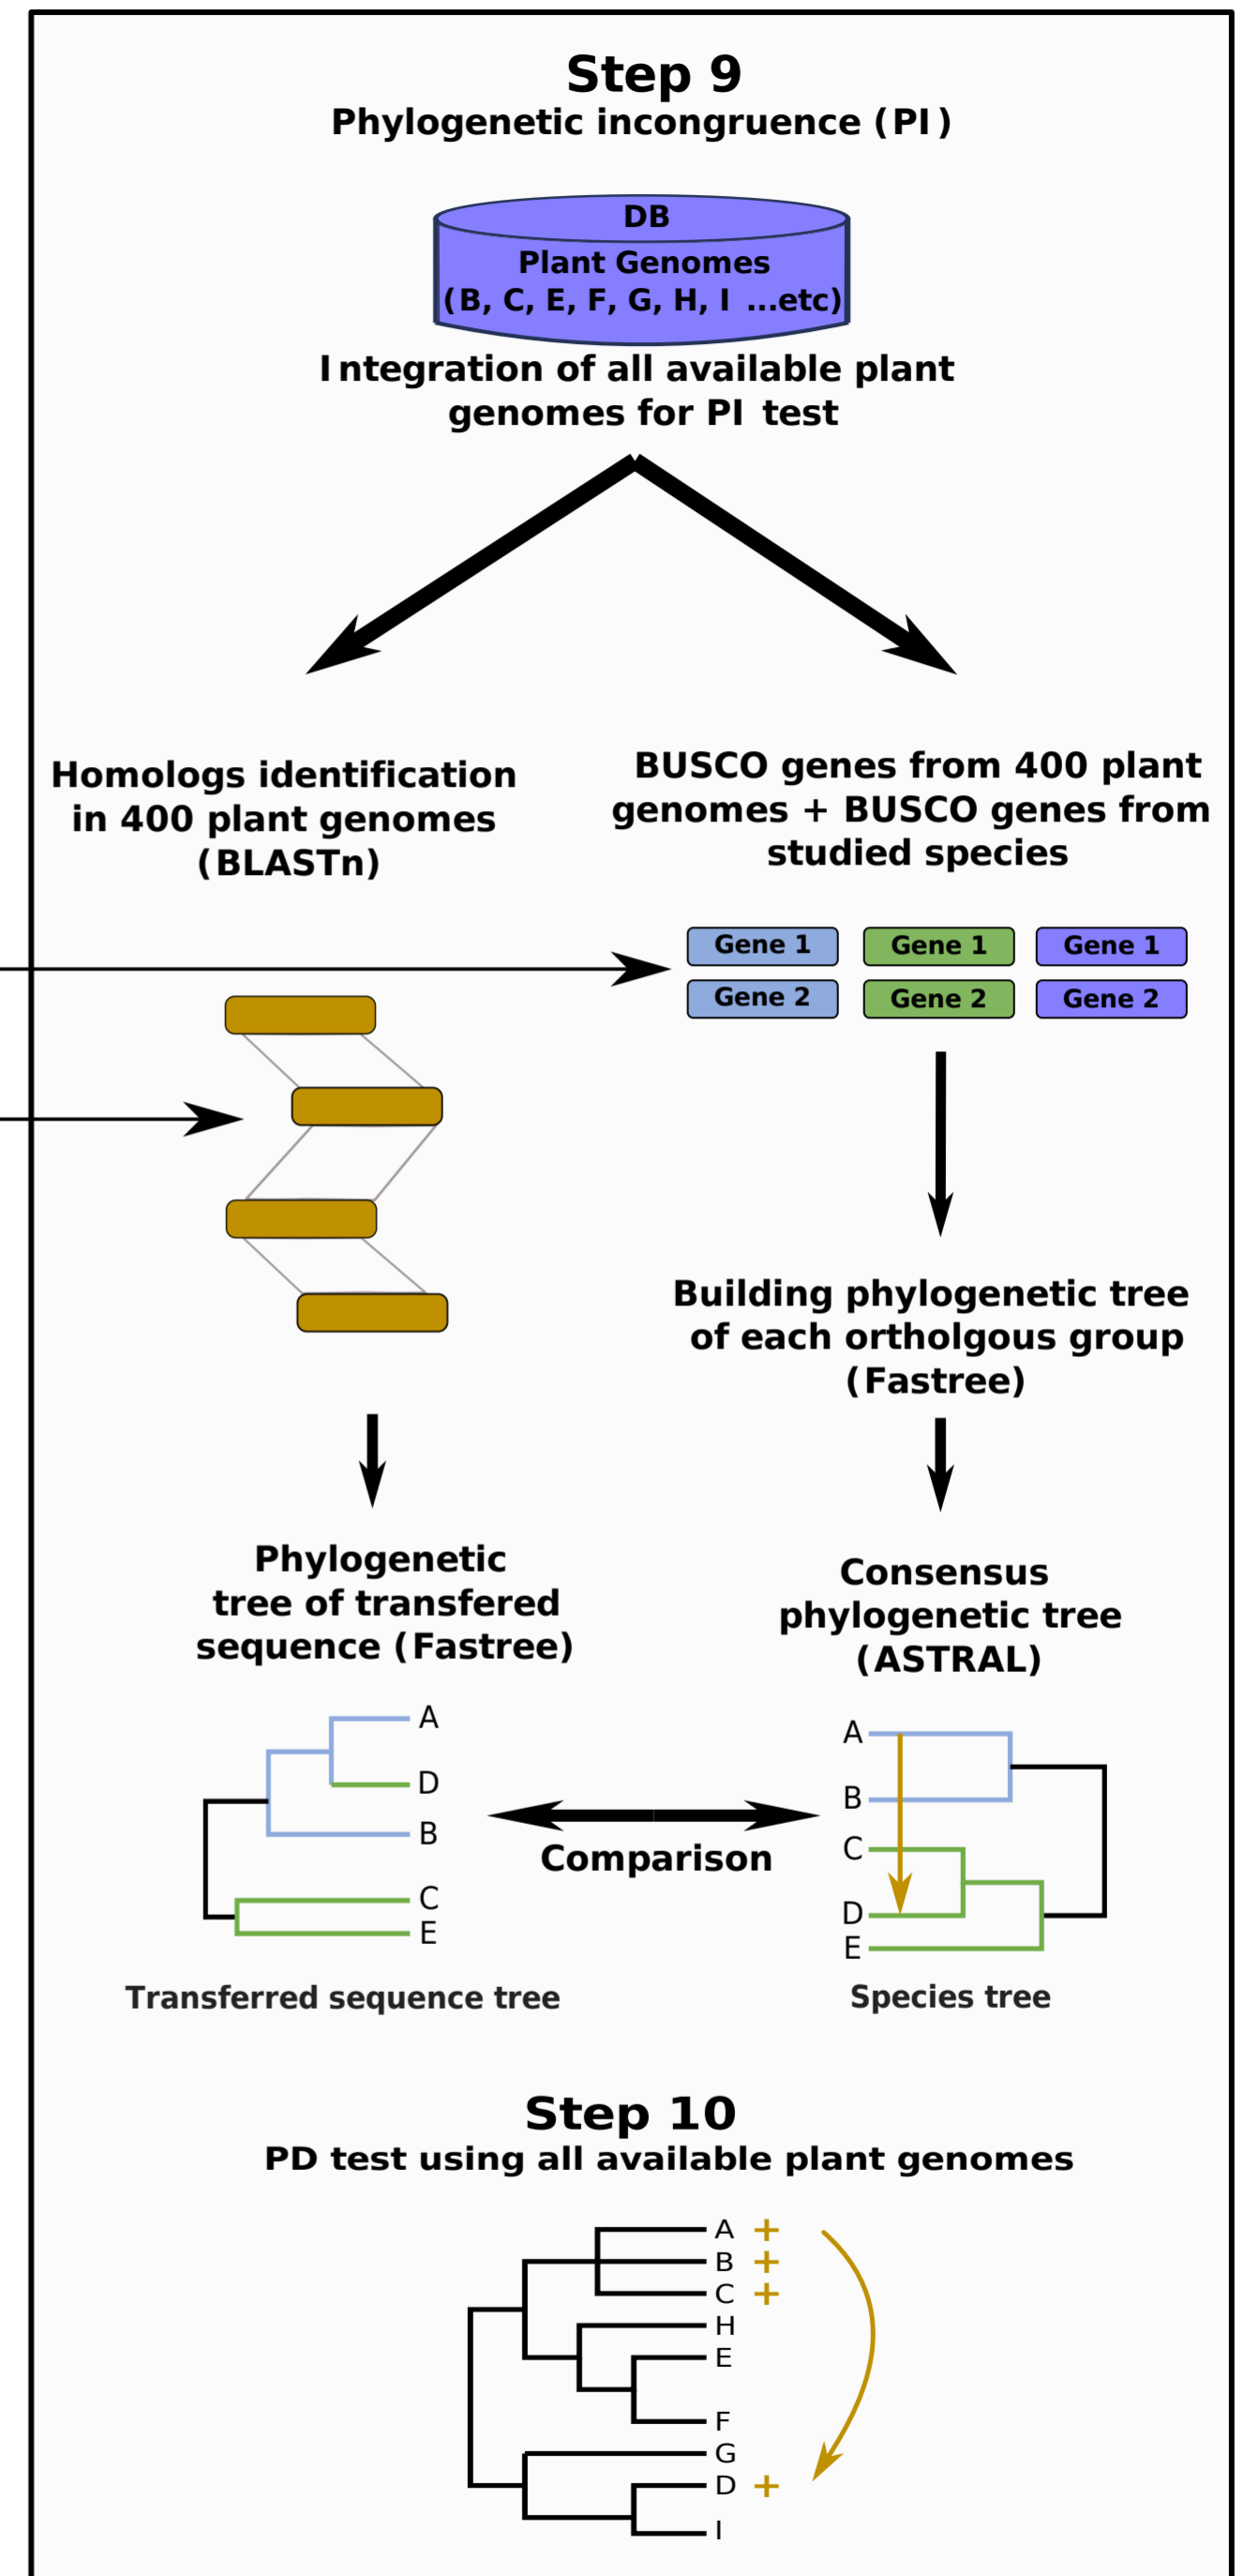 Step 9
Phylogenetic incongruence (PI)
DB
Plant Genomes
(B, C, E, F, G, H, I ...etc)
Integration of all available plant
genomes for PI test
Homologs identification
in 400 plant genomes
(BLASTn)
BUSCO genes from 400 plant
genomes + BUSCO genes from
studied species
Gene 1 Gene 1 Gene 1
Gene 2 Gene 2 Gene 2
Building phylogenetic tree
of each ortholgous group
(Fastree)
Phylogenetic
tree of transfered
sequence (Fastree)
Consensus
phylogenetic tree
(ASTRAL)
A
D
B
C
E
Comparison
A
B
C
D
E
Transferred sequence tree
Species tree
Step 10
PD test using all available plant genomes
A +
B +
C +
H
E
F
G
D +
I